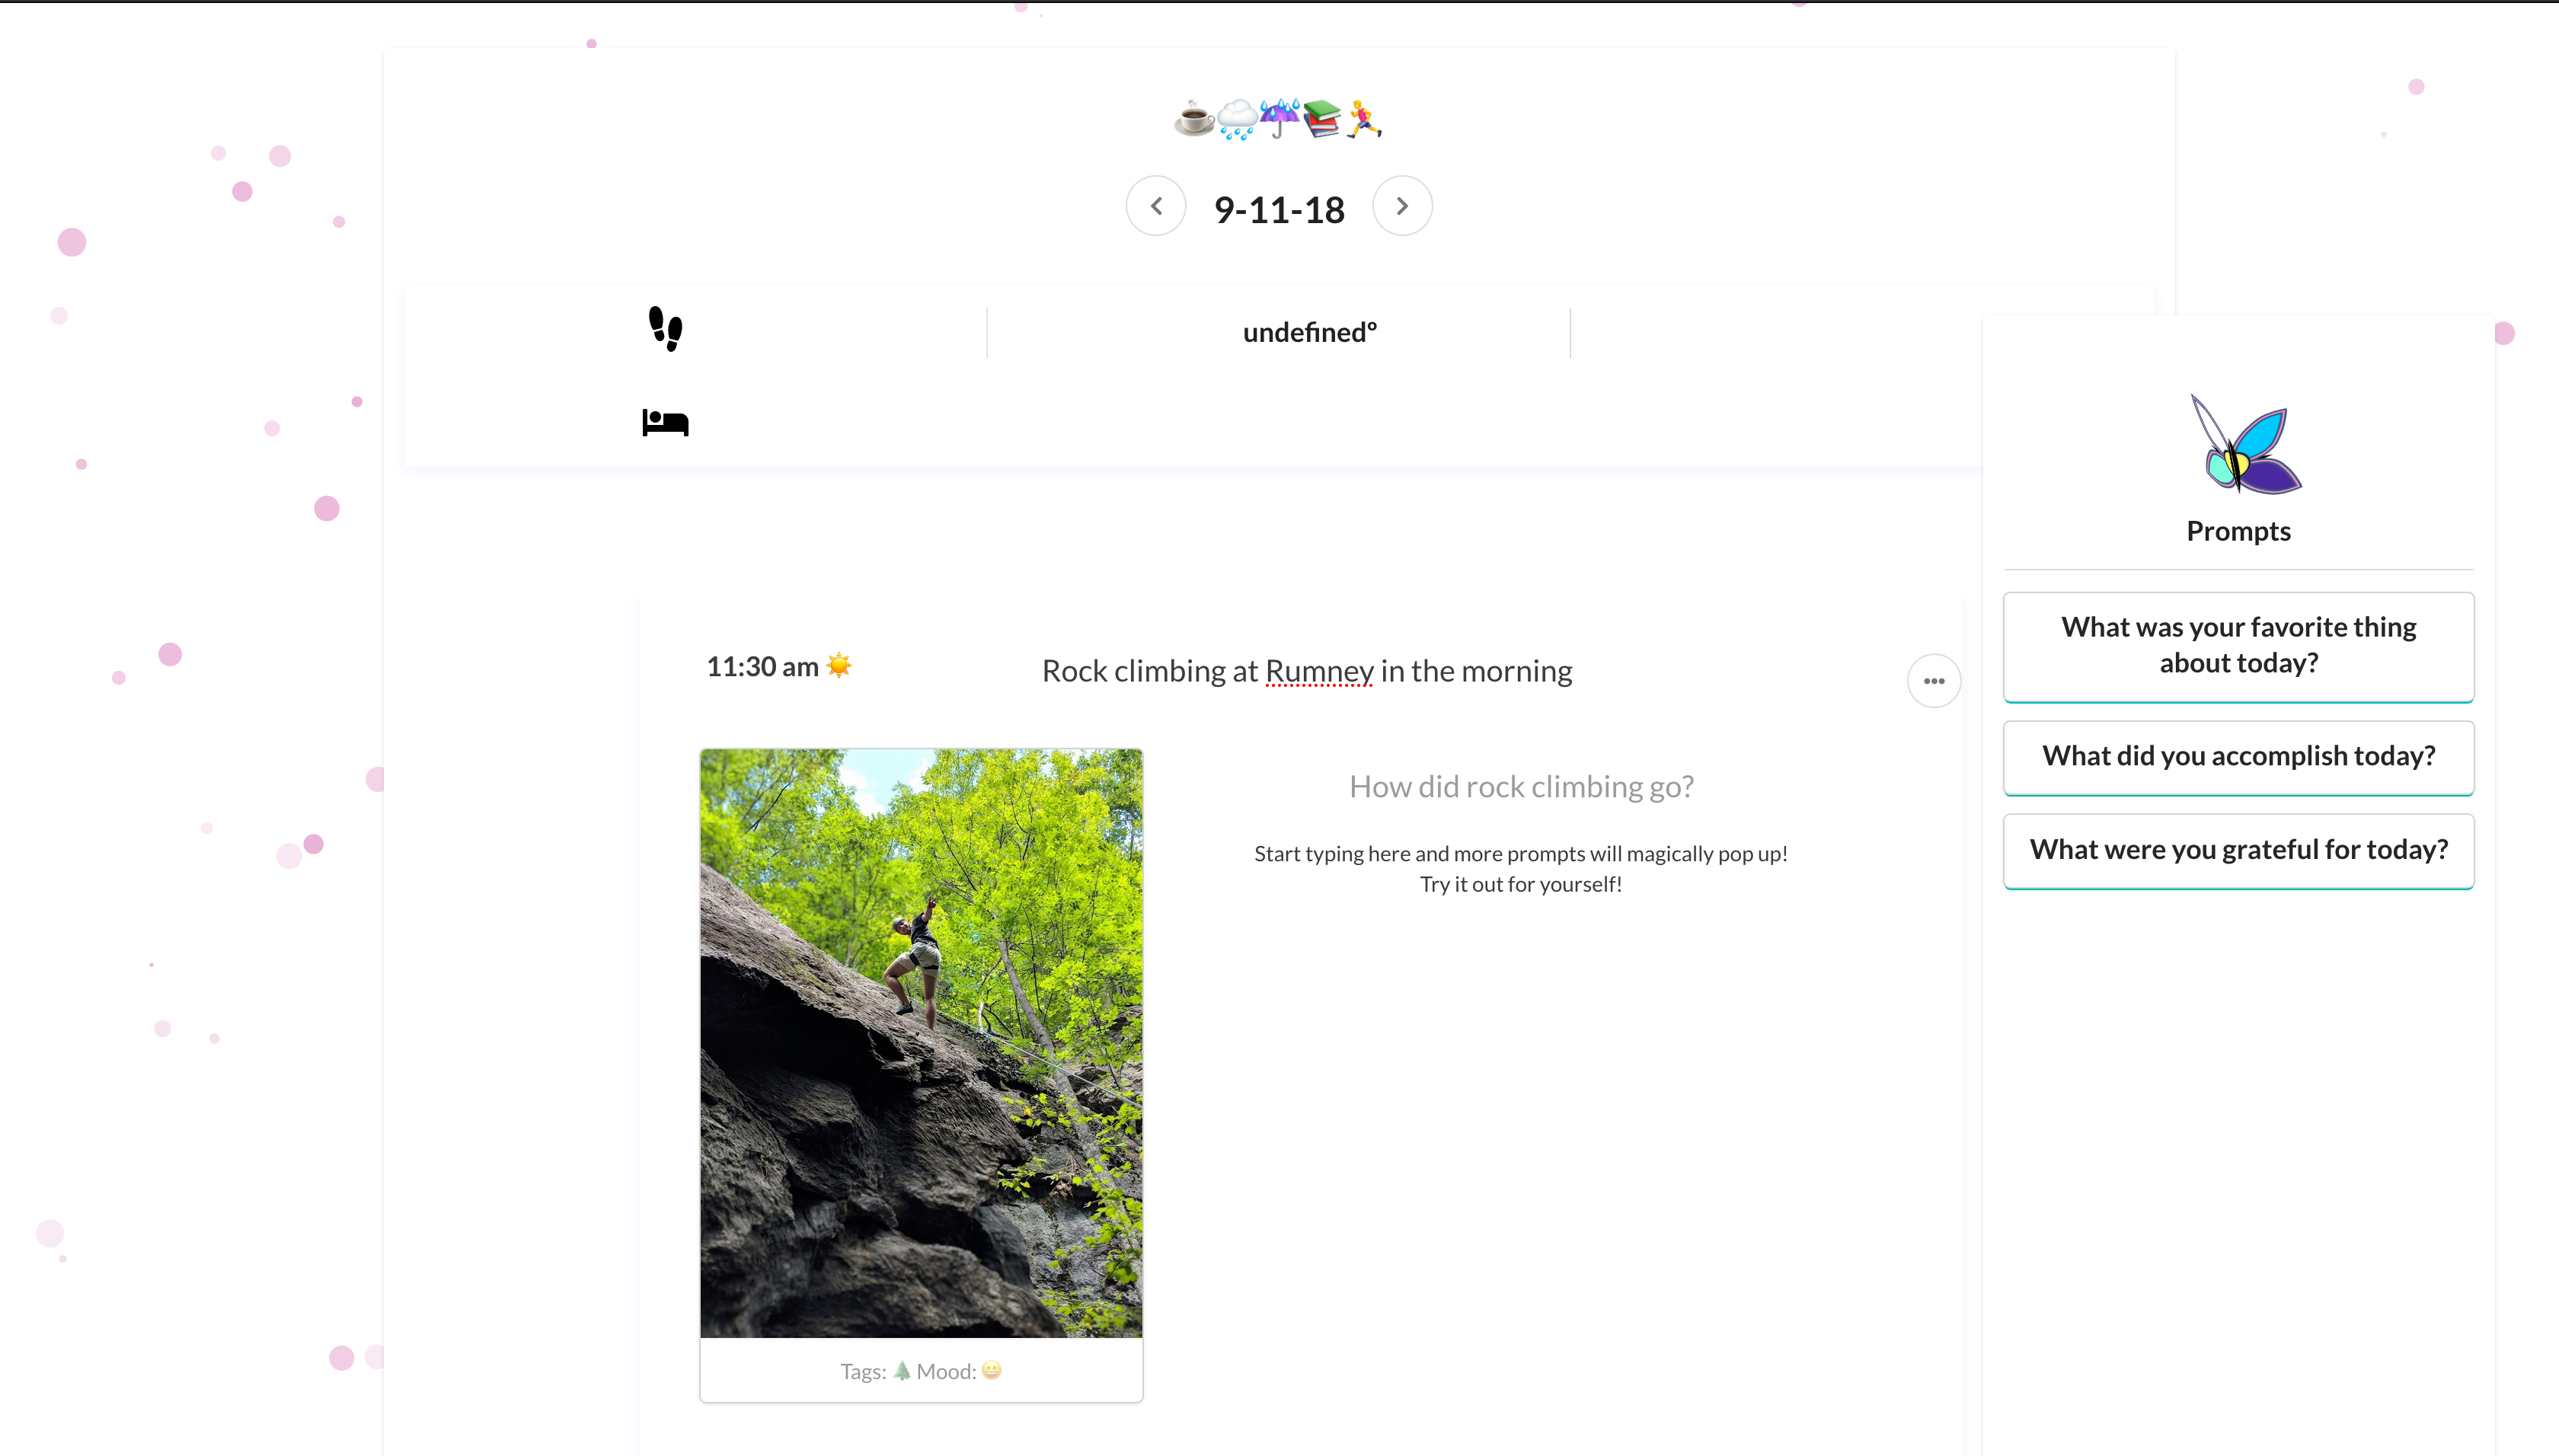 ☕🌧☔📚🏃
9-11-18
undefinedº
Prompts
What was your favorite thing
about today?
What did you accomplish today?
What were you grateful for today?
11:30 am ☀️
Rock climbing at Rumney in the morning
How did rock climbing go?
Start typing here and more prompts will magically pop up!
Try it out for yourself!
Tags: 🌲 Mood: 😀